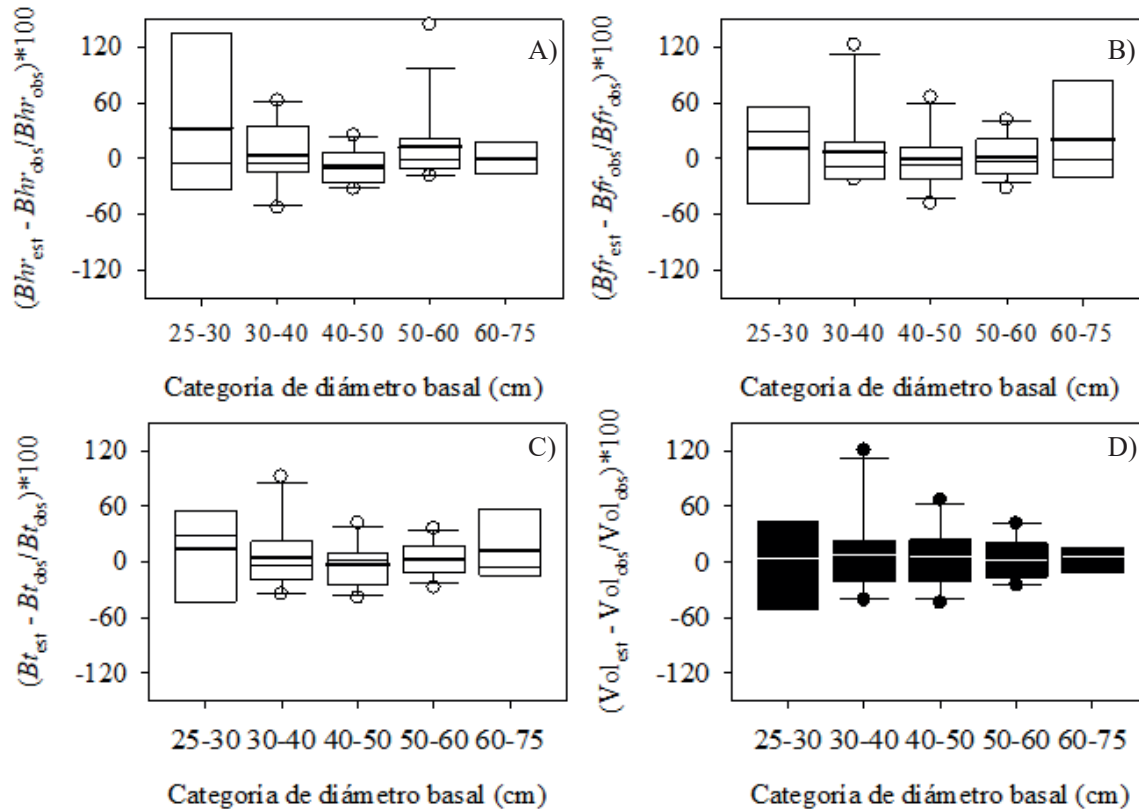 (Bhr_est - Bhr_obs/Bhr_obs)*100
A)
120
60
0
-60
-120
25-30 30-40 40-50 50-60 60-75
Categoría de diámetro basal (cm)
(Bfr_est - Bfr_obs/Bfr_obs)*100
B)
120
60
0
-60
-120
25-30 30-40 40-50 50-60 60-75
Categoría de diámetro basal (cm)
(Bt_est - Bt_obs/Bt_obs)*100
C)
120
60
0
-60
-120
25-30 30-40 40-50 50-60 60-75
Categoría de diámetro basal (cm)
(Vol_est - Vol_obs/Vol_obs)*100
D)
120
60
0
-60
-120
25-30 30-40 40-50 50-60 60-75
Categoría de diámetro basal (cm)